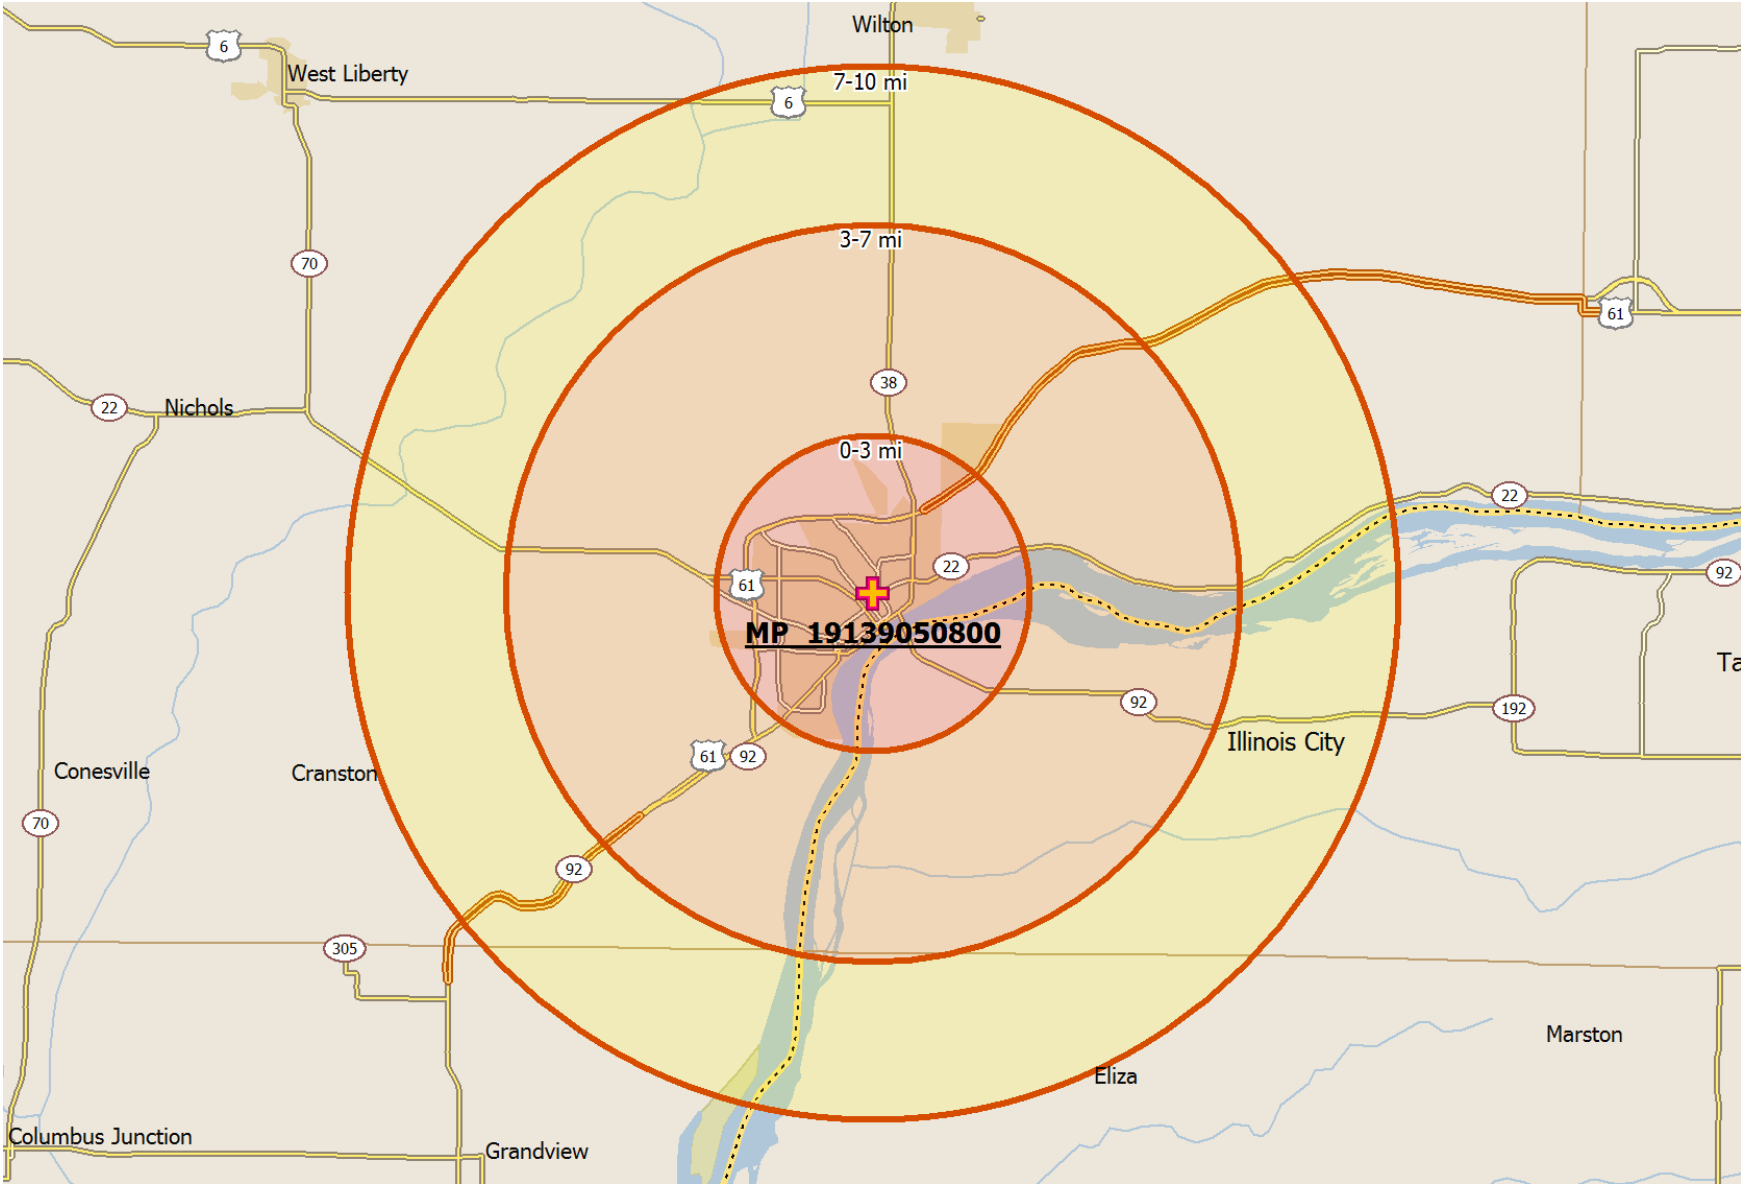 Wilton
6
West Liberty
7-10 mi
6
3-7 mi
70
61
38
22
Nichols
0-3 mi
22
22
92
61
MP 19139050800
Ta
92
192
Illinois City
61
92
Conesville
Cranston
70
92
305
Marston
Eliza
Columbus Junction
Grandview